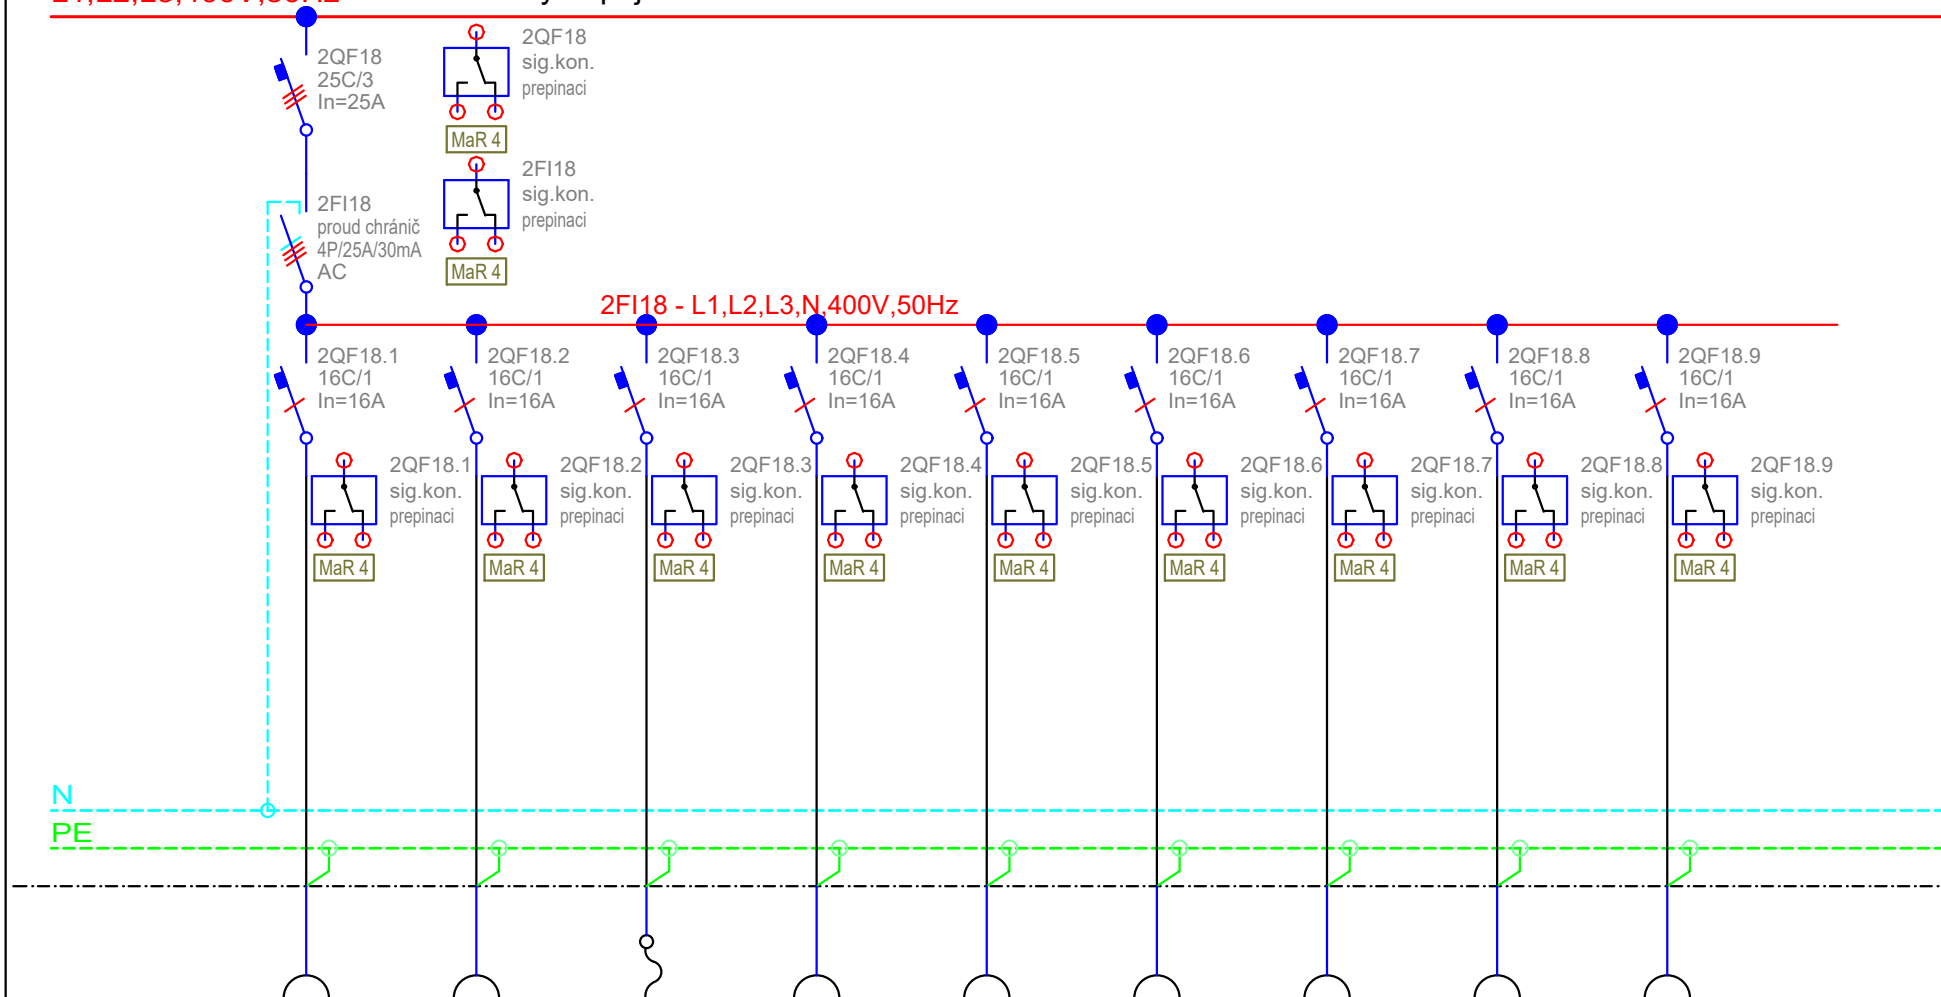 2QF18
25C/3
In=25A
2QF18
sig.kon.
prepinaci
MaR 4
2FI18
proud chránič
4P/25A/30mA
AC
2FI18
sig.kon.
prepinaci
MaR 4
2FI18 - L1,L2,L3,N,400V,50Hz
2QF18.1 2QF18.2 2QF18.3 2QF18.4 2QF18.5 2QF18.6 2QF18.7 2QF18.8 2QF18.9
16C/1 16C/1 16C/1 16C/1 16C/1 16C/1 16C/1 16C/1 16C/1
In=16A In=16A In=16A In=16A In=16A In=16A In=16A In=16A In=16A
2QF18.1 2QF18.2 2QF18.3 2QF18.4 2QF18.5 2QF18.6 2QF18.7 2QF18.8 2QF18.9
sig.kon. sig.kon. sig.kon. sig.kon. sig.kon. sig.kon. sig.kon. sig.kon. sig.kon.
prepinaci prepinaci prepinaci prepinaci prepinaci prepinaci prepinaci prepinaci prepinaci
MaR 4 MaR 4 MaR 4 MaR 4 MaR 4 MaR 4 MaR 4 MaR 4 MaR 4
N
PE